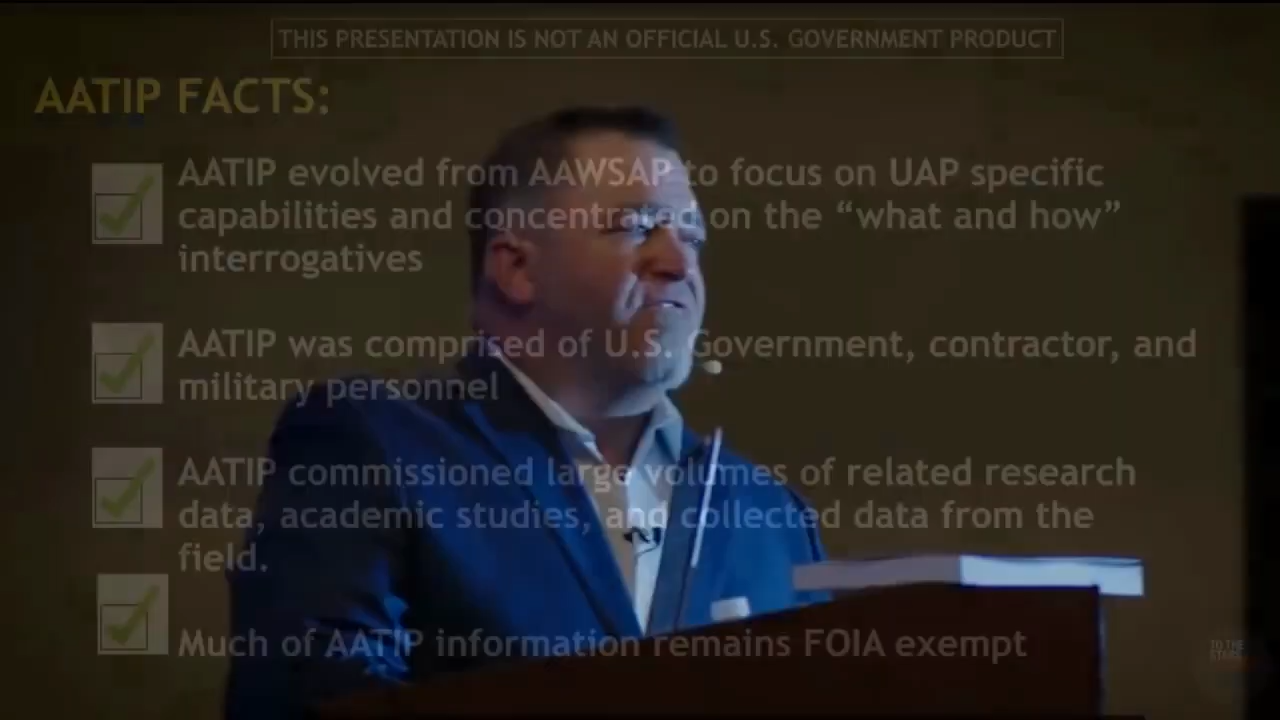 THIS PRESENTATION IS NOT AN OFFICIAL U.S. GOVERNMENT PRODUCT
AATIP FACTS:
AATIP evolved from AAWSAP to focus on UAP specific
capabilities and concentrated on the “what and how”
interrogatives
AATIP was comprised of U.S. Government, contractor, and
military personnel
AATIP commissioned large volumes of related research
data, academic studies, and collected data from the
field.
Much of AATIP information remains FOIA exempt
TO THE
STARS